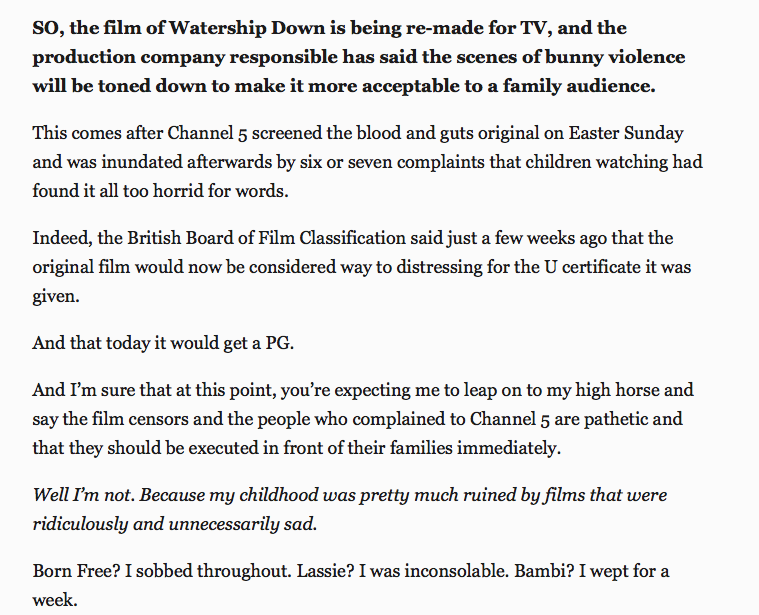 SO, the film of Watership Down is being re-made for TV, and the
production company responsible has said the scenes of bunny violence
will be toned down to make it more acceptable to a family audience.
This comes after Channel 5 screened the blood and guts original on Easter Sunday
and was inundated afterwards by six or seven complaints that children watching had
found it all too horrid for words.
Indeed, the British Board of Film Classification said just a few weeks ago that the
original film would now be considered way to distressing for the U certificate it was
given.
And that today it would get a PG.
And I’m sure that at this point, you’re expecting me to leap on to my high horse and
say the film censors and the people who complained to Channel 5 are pathetic and
that they should be executed in front of their families immediately.
Well I’m not. Because my childhood was pretty much ruined by films that were
ridiculously and unnecessarily sad.
Born Free? I sobbed throughout. Lassie? I was inconsolable. Bambi? I wept for a
week.